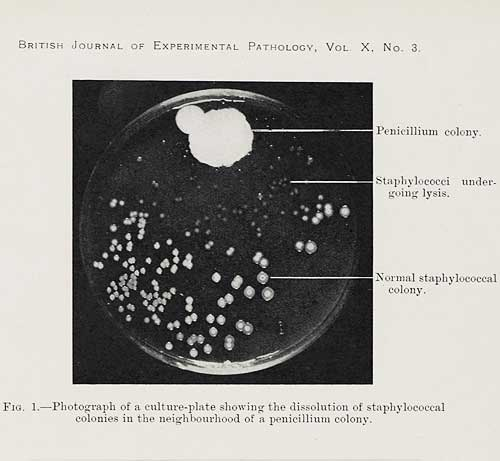 BRITISH JOURNAL OF EXPERIMENTAL PATHOLOGY, VOL. X, NO. 3.
Penicillium colony.
Staphylococci under-
going lysis.
Normal staphylococcal
colony.
FIG. 1.—Photograph of a culture-plate showing the dissolution of staphylococcal
colonies in the neighbourhood of a penicillium colony.